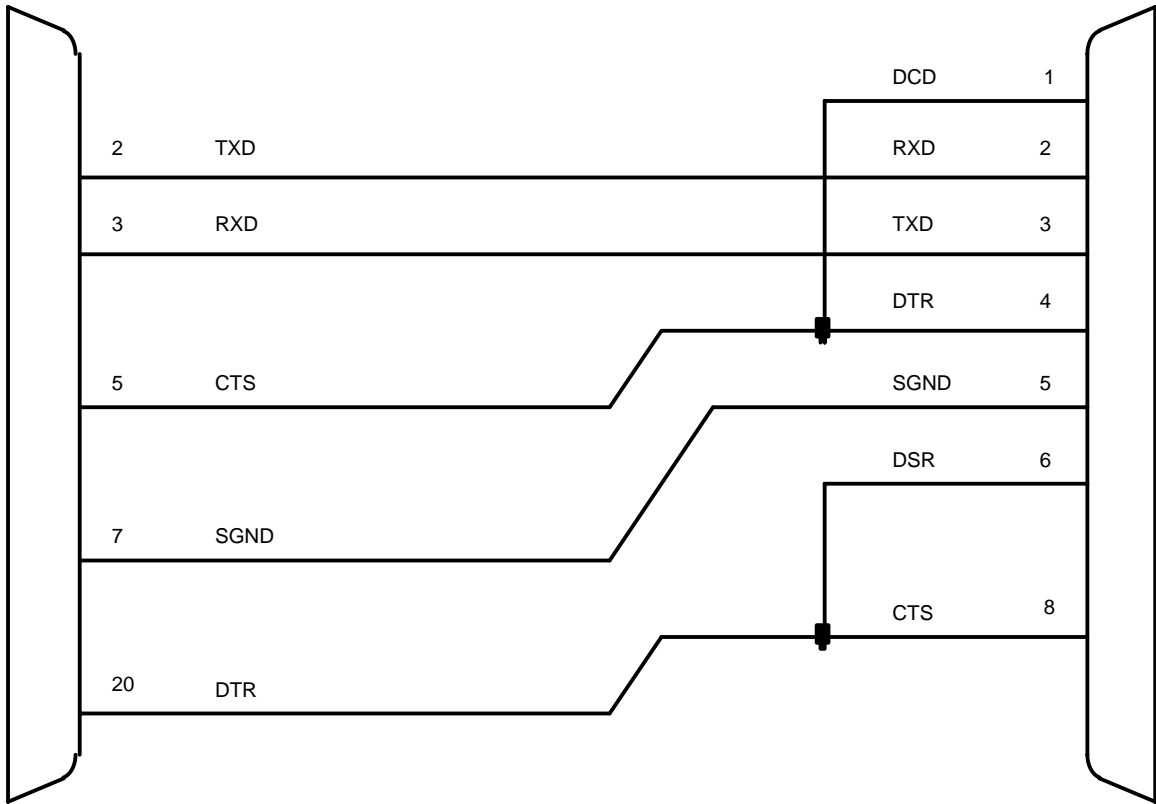 DCD 1
2 TXD RXD 2
3 RXD TXD 3
DTR 4
5 CTS SGND 5
DSR 6
7 SGND
CTS 8
20 DTR